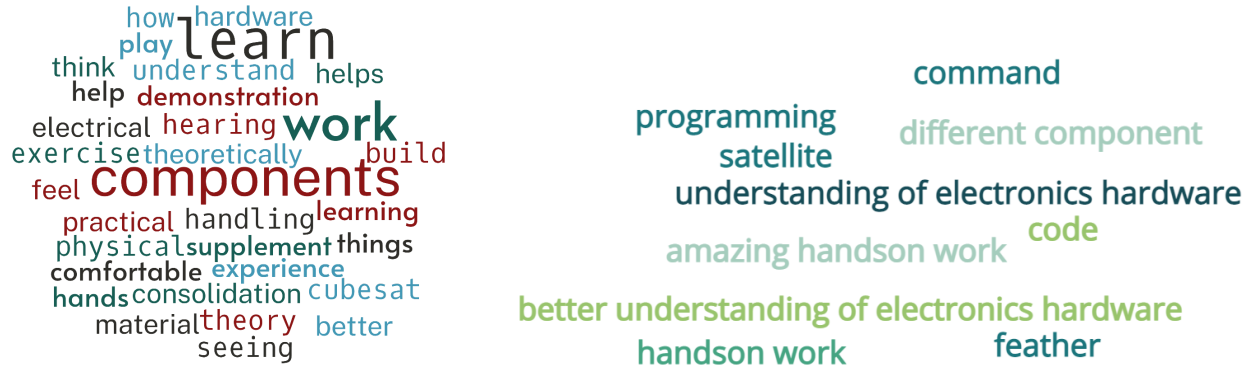 how hardware
play learn
think understand helps
help demonstration
electrical hearing work
exercise theoretically build
feel components
practical handling learning
physical supplement things
comfortable experience
hands consolidation cubesat
material theory better
seeing
command
programming different component
satellite
understanding of electronics hardware
code
amazing handson work
better understanding of electronics hardware
handson work feather